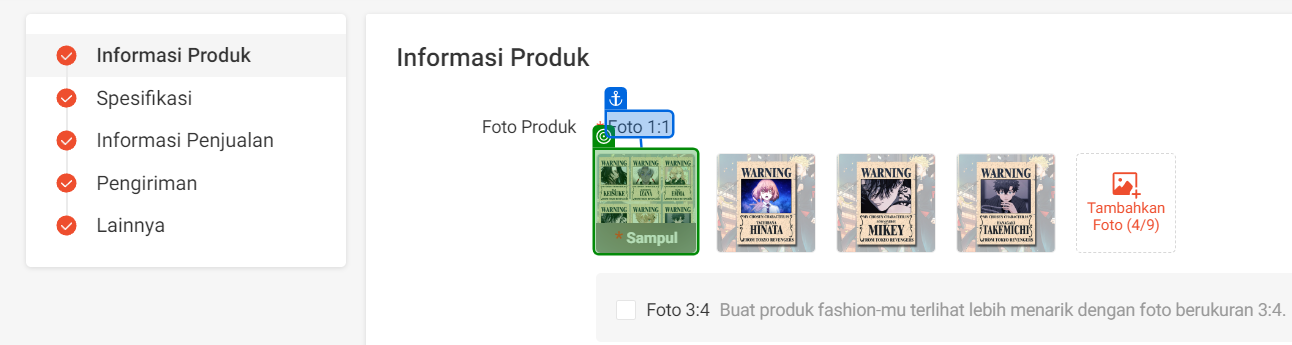 Informasi Produk
Spesifikasi
Informasi Penjualan
Pengiriman
Lainnya
Informasi Produk
Foto Produk
* Foto 1:1
WARNING WARNING WARNING
KEISUKE IZANA EMMA
WARNING WARNING WARNING
* Sampul
WARNING
HINATA
FROM TOKYO REVENGERS
WARNING
MIKEY
FROM TOKYO REVENGERS
WARNING
TAKEMICHI
FROM TOKYO REVENGERS
Tambahkan
Foto (4/9)
Foto 3:4 Buat produk fashion-mu terlihat lebih menarik dengan foto berukuran 3:4.